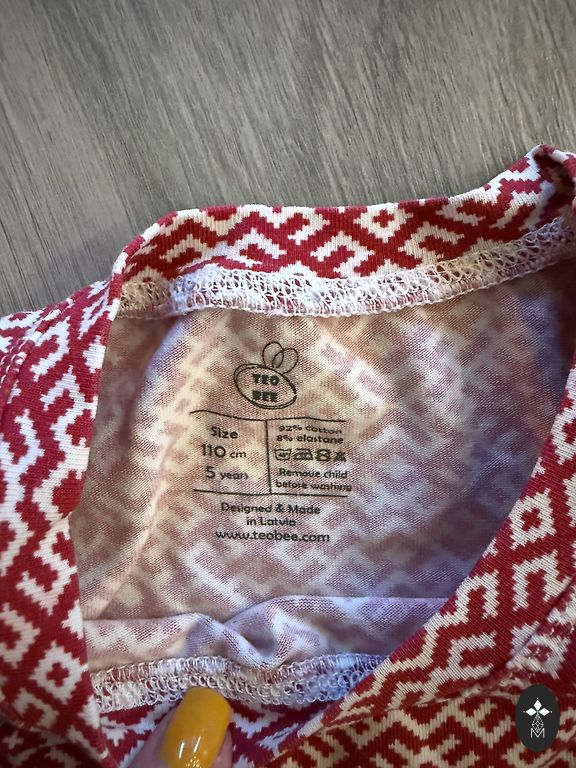 TEO
BEE
Size
110 cm
5 years
92% cotton
8% elastane
Remove child
before washing
Designed & Made
in Latvia
www.teobee.com
M